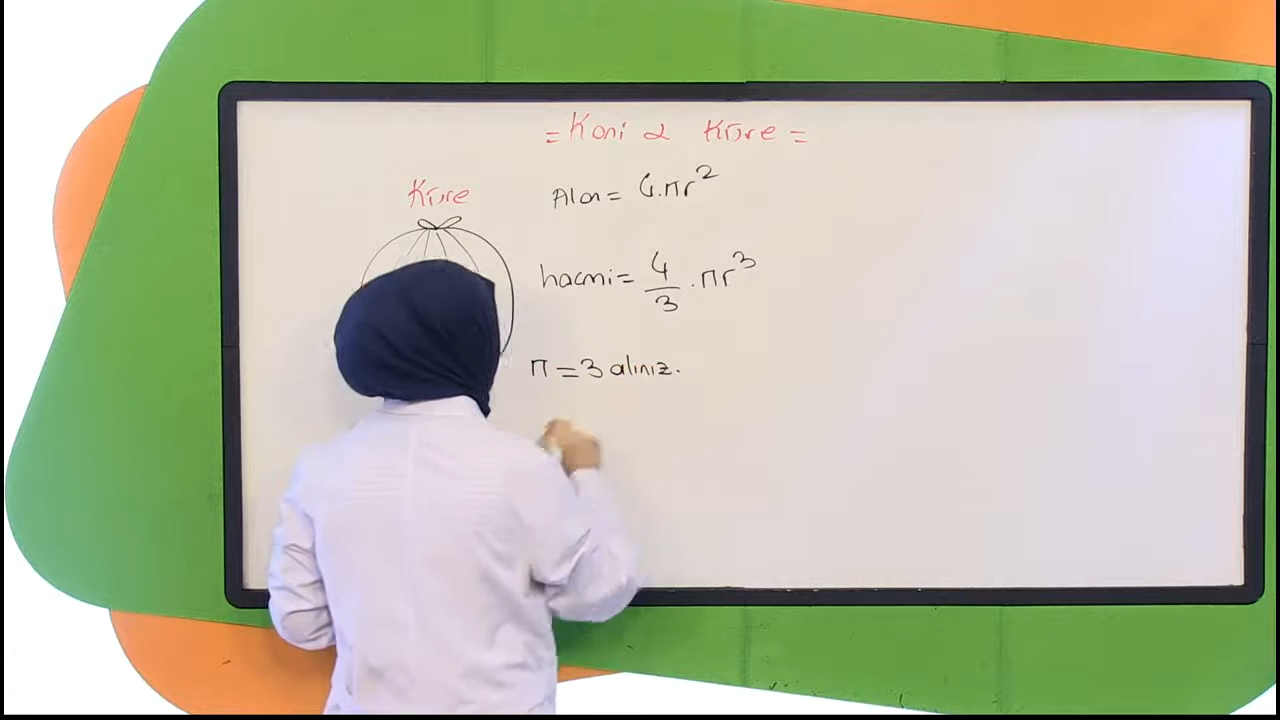 = Koni & Küre =
Küre
Alan = 4.πr²
hacmi = 4/3 .πr³
π = 3 alınız.